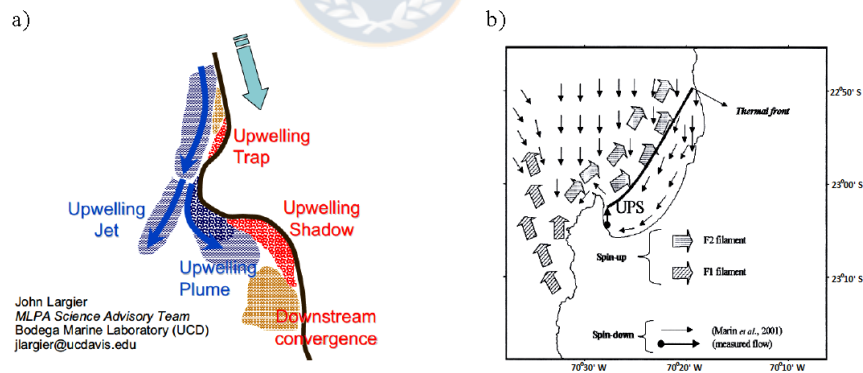 a)
Upwelling
Trap
Upwelling
Jet
Upwelling
Shadow
Upwelling
Plume
Downstream
convergence
John Largier
MLPA Science Advisory Team
Bodega Marine Laboratory (UCD)
jlargier@ucdavis.edu
b)
22°50' S
Thermal front
23°00' S
UPS
F2 filament
Spin-up
F1 filament
23°10' S
Spin-down
(Marin et al., 2001)
(measured flow)
70°30' W
70°20' W
70°10' W